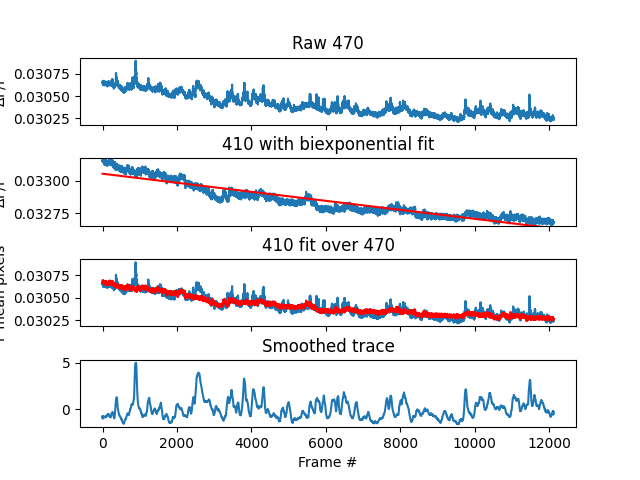 Raw 470
0.03075
0.03050
0.03025
410 with biexponential fit
0.03300
0.03275
410 fit over 470
mean pixels
0.03075
0.03050
0.03025
Smoothed trace
5
0
0 2000 4000 6000 8000 10000 12000
Frame #